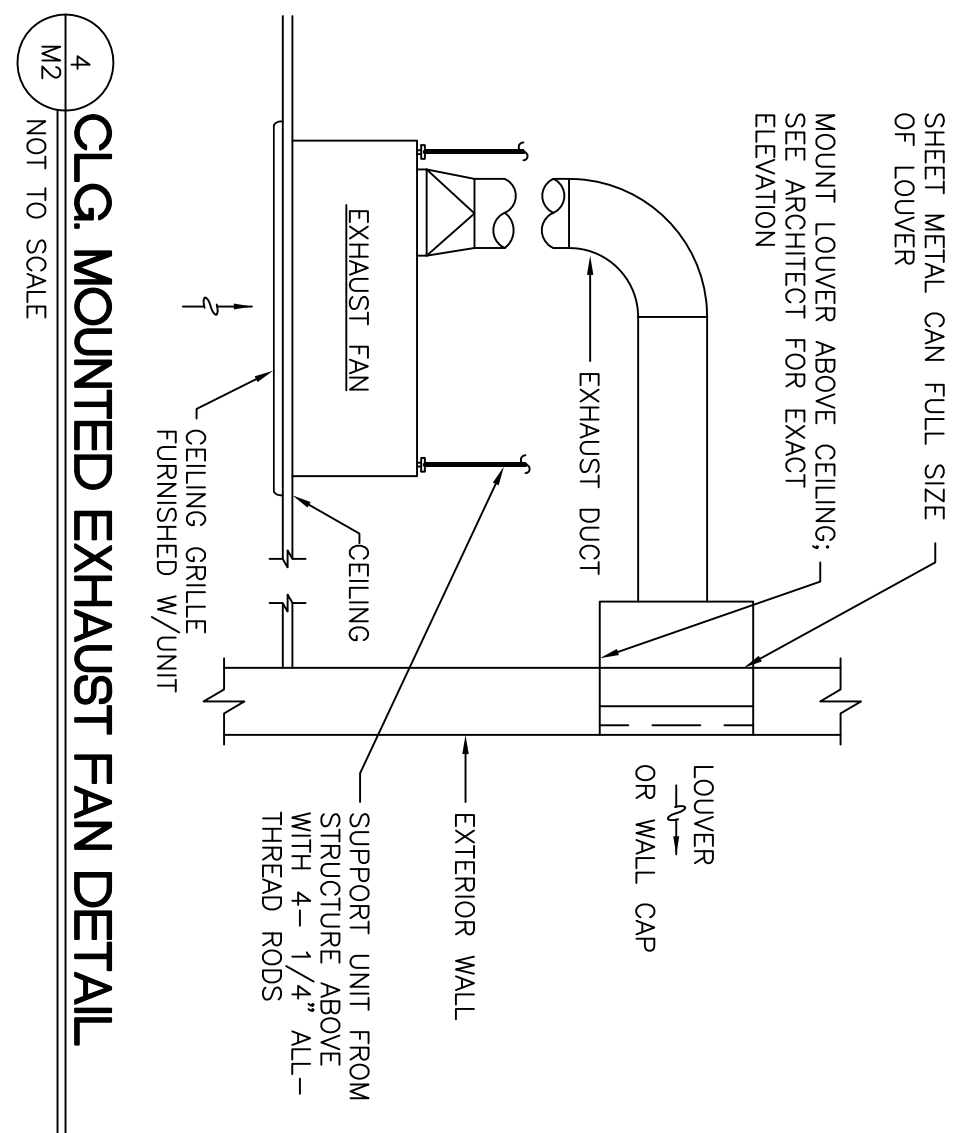 SHEET METAL CAN FULL SIZE
OF LOUVER
MOUNT LOUVER ABOVE CEILING;
SEE ARCHITECT FOR EXACT
ELEVATION
EXHAUST DUCT
LOUVER
OR WALL CAP
EXHAUST FAN
CEILING
EXTERIOR WALL
CEILING GRILLE
FURNISHED W/UNIT
SUPPORT UNIT FROM
STRUCTURE ABOVE
WITH 4- 1/4" ALL-
THREAD RODS
4
M2
CLG. MOUNTED EXHAUST FAN DETAIL
NOT TO SCALE